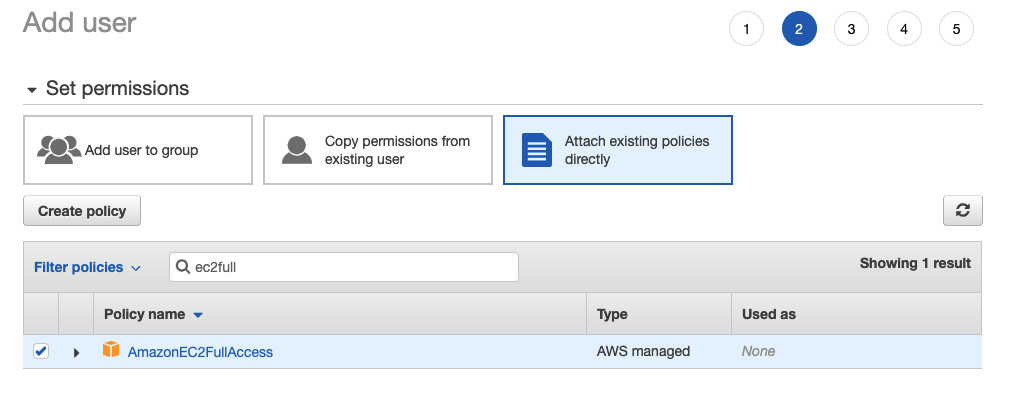 Add user
1 2 3 4 5
Set permissions
Add user to group
Copy permissions from
existing user
Attach existing policies
directly
Create policy
Filter policies
ec2full
Showing 1 result
Policy name Type Used as
AmazonEC2FullAccess AWS managed None